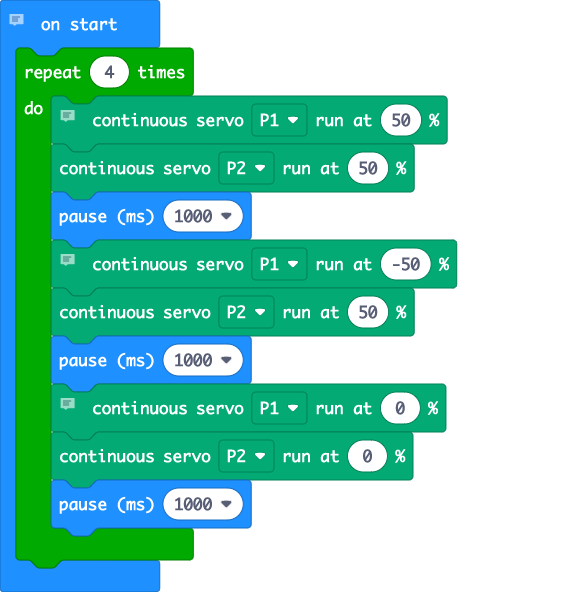 on start
repeat 4 times
do
continuous servo P1 run at 50 %
continuous servo P2 run at 50 %
pause (ms) 1000
continuous servo P1 run at -50 %
continuous servo P2 run at 50 %
pause (ms) 1000
continuous servo P1 run at 0 %
continuous servo P2 run at 0 %
pause (ms) 1000